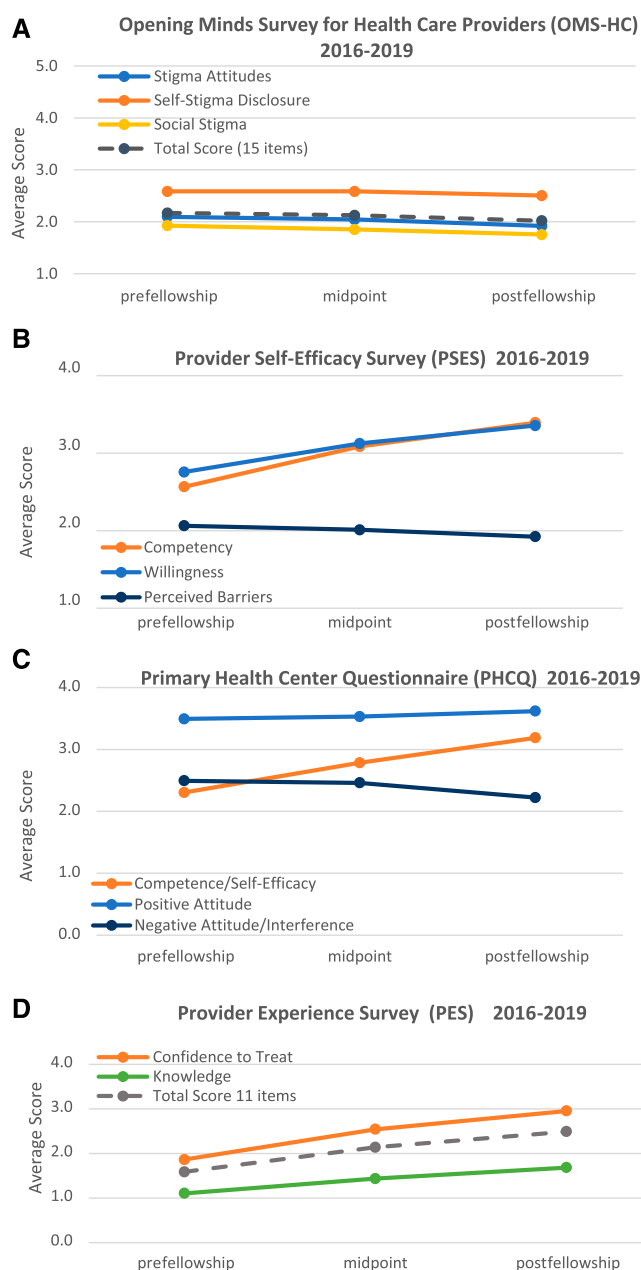 A
Opening Minds Survey for Health Care Providers (OMS-HC)
2016-2019
Average Score
5.0
4.0
3.0
2.0
1.0
Stigma Attitudes
Self-Stigma Disclosure
Social Stigma
Total Score (15 items)
prefellowship midpoint postfellowship
B
Provider Self-Efficacy Survey (PSES) 2016-2019
Average Score
4.0
3.0
2.0
1.0
Competency
Willingness
Perceived Barriers
prefellowship midpoint postfellowship
C
Primary Health Center Questionnaire (PHCQ) 2016-2019
Average Score
4.0
3.0
2.0
1.0
0.0
Competence/Self-Efficacy
Positive Attitude
Negative Attitude/Interference
prefellowship midpoint postfellowship
D
Provider Experience Survey (PES) 2016-2019
Average Score
4.0
3.0
2.0
1.0
0.0
Confidence to Treat
Knowledge
Total Score 11 items
prefellowship midpoint postfellowship